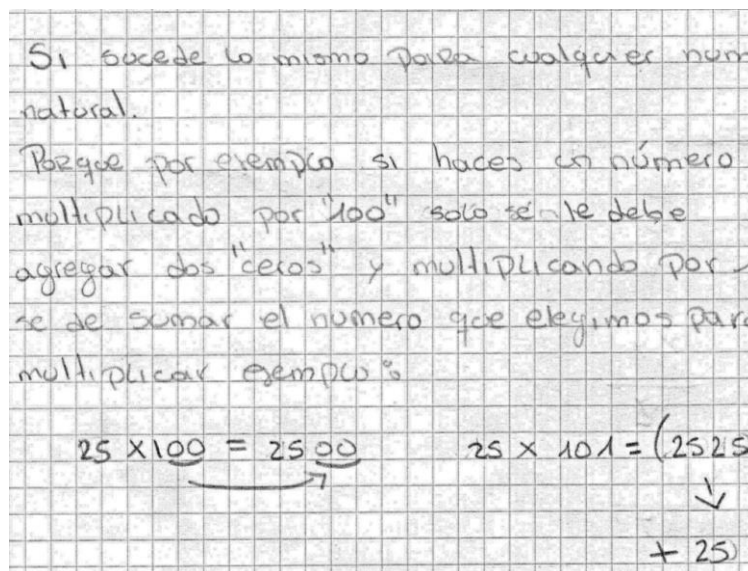 Si sucede lo mismo para cualquier num
natural.
Porque por ejemplo si haces un número
multiplicado por "100" solo se le debe
agregar dos "ceros" y multiplicando por
se de sumar el numero que elegimos para
multiplicar ejemplo:
25 x 100 = 2500 25 x 101 = (2525
+ 25)